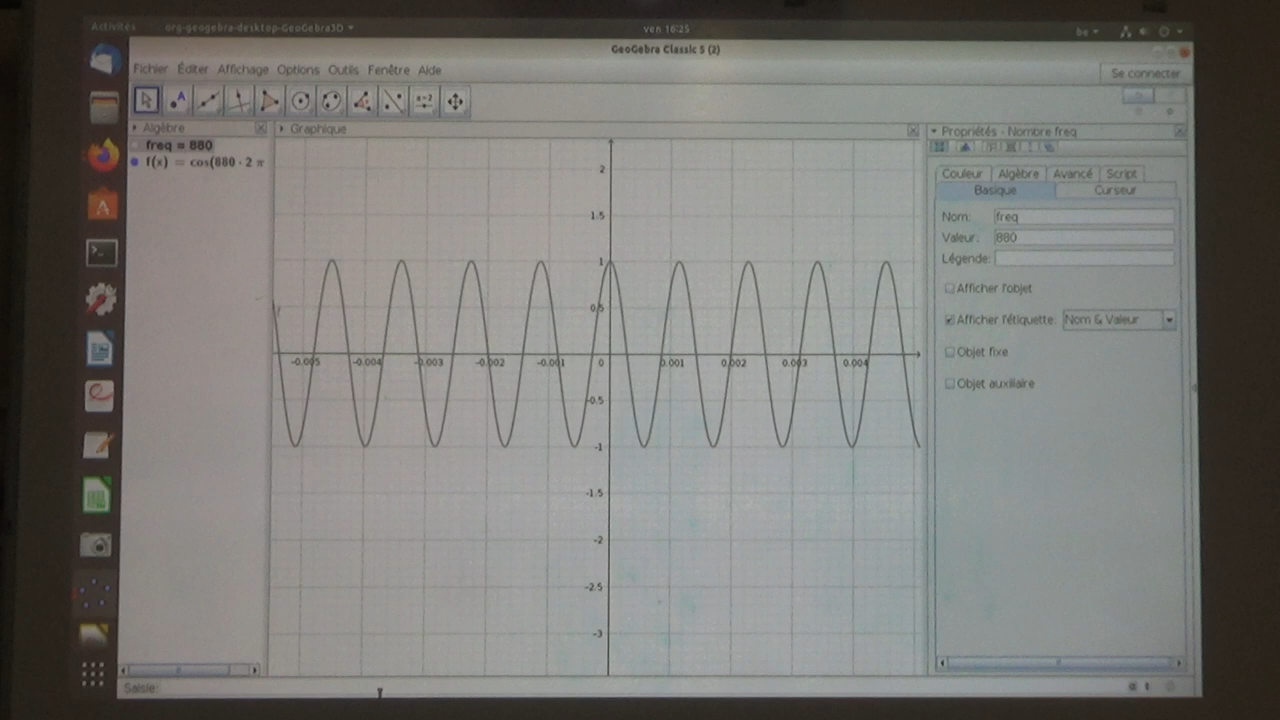 Activités org-geogebra-desktop-GeoGebra3D ven 16:25 be
GeoGebra Classic 5 (2)
Fichier Éditer Affichage Options Outils Fenêtre Aide
Se connecter
A
a=2
Algèbre
Graphique
Propriétés - Nombre freq
freq = 880
f(x) = cos(880 · 2 π
Couleur Algèbre Avancé Script
Basique Curseur
Nom: freq
Valeur: 880
Légende:
Afficher l'objet
Afficher l'étiquette: Nom & Valeur
Objet fixe
Objet auxiliaire
2
1.5
1
0.5
-0.005 -0.004 -0.003 -0.002 -0.001 0 0.001 0.002 0.003 0.004
-0.5
-1
-1.5
-2
-2.5
-3
Saisie: